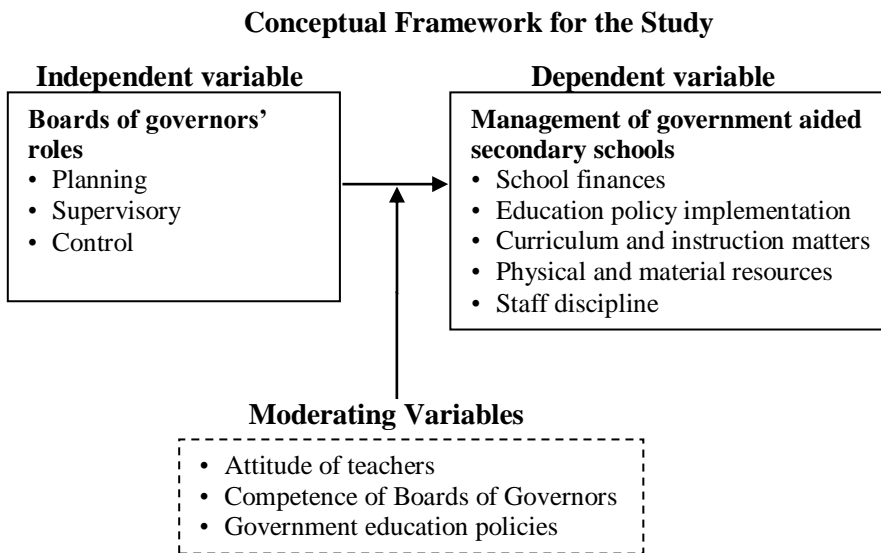 Conceptual Framework for the Study
Independent variable
Boards of governors’
roles
• Planning
• Supervisory
• Control
Dependent variable
Management of government aided
secondary schools
• School finances
• Education policy implementation
• Curriculum and instruction matters
• Physical and material resources
• Staff discipline
Moderating Variables
• Attitude of teachers
• Competence of Boards of Governors
• Government education policies